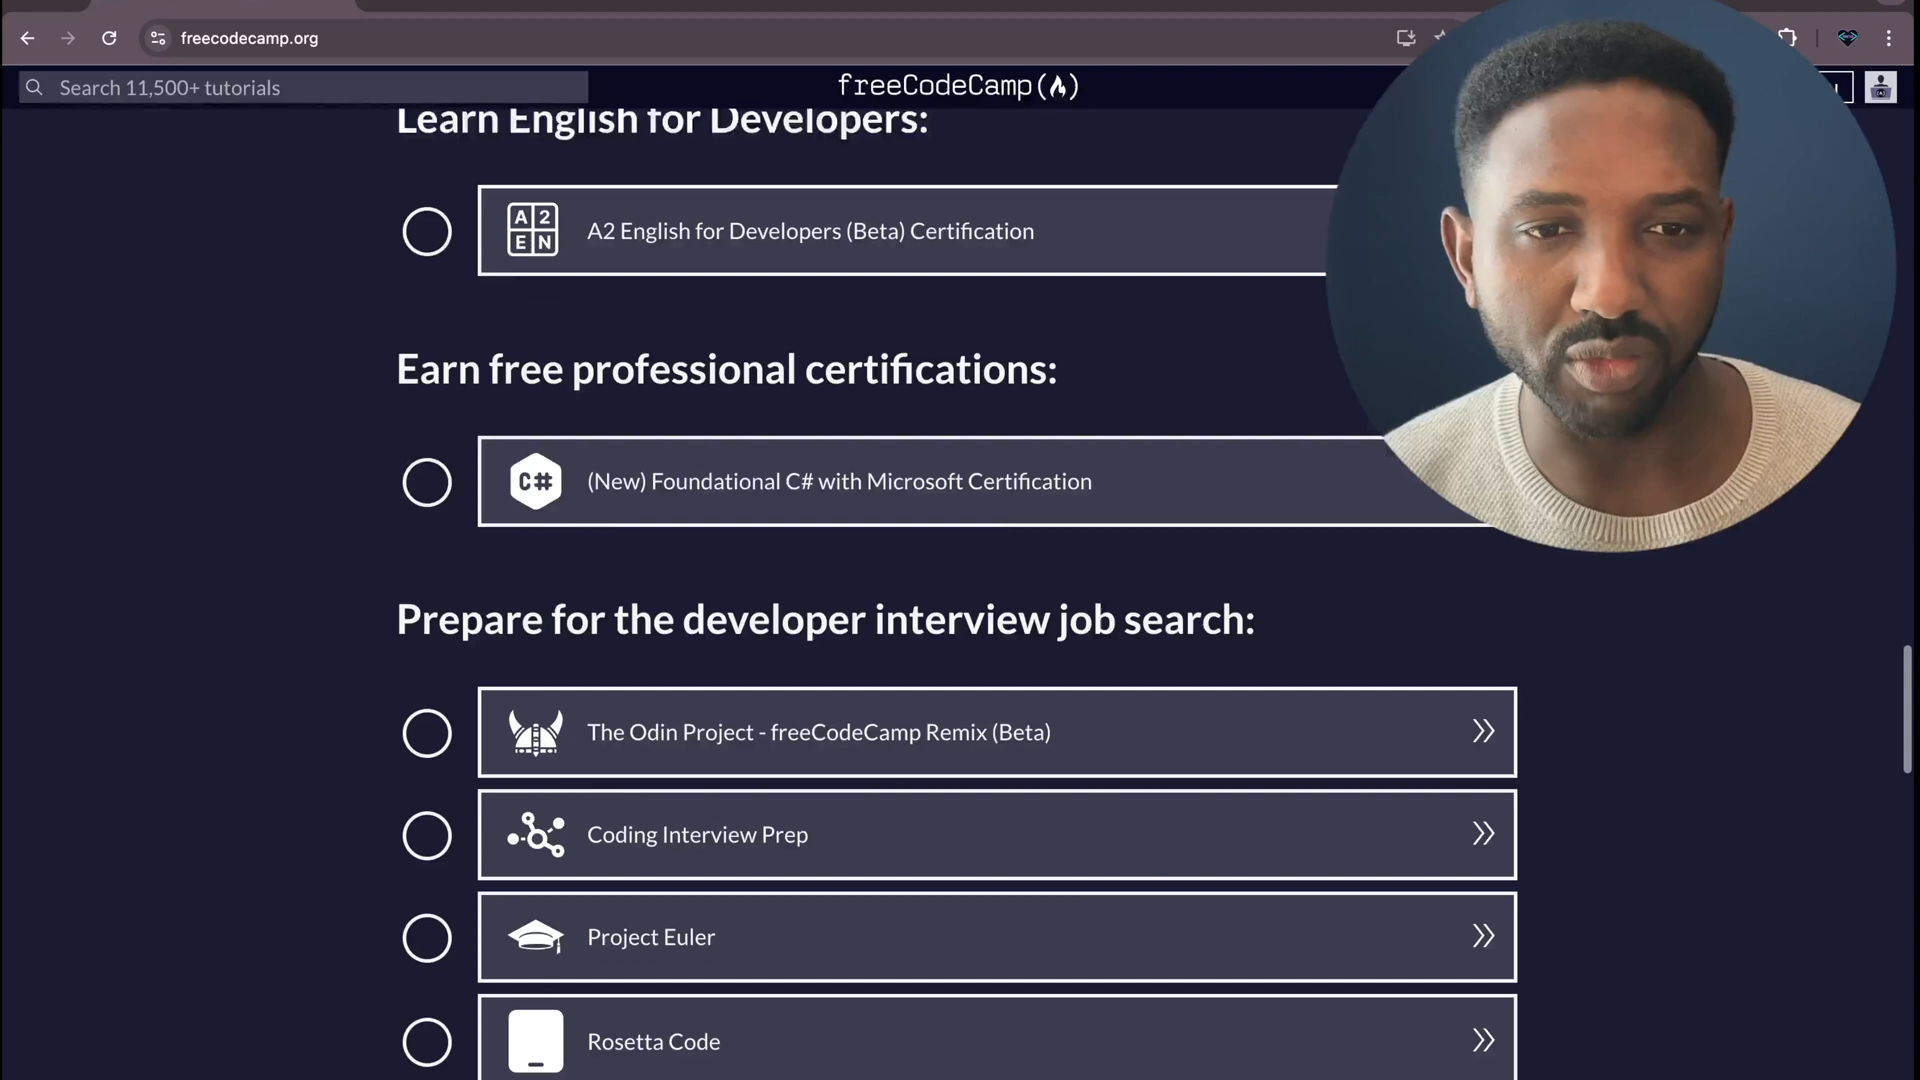 freecodecamp.org
Search 11,500+ tutorials
freeCodeCamp
Learn English for Developers:
A2
EN
A2 English for Developers (Beta) Certification
Earn free professional certifications:
C#
(New) Foundational C# with Microsoft Certification
Prepare for the developer interview job search:
The Odin Project - freeCodeCamp Remix (Beta)
Coding Interview Prep
Project Euler
Rosetta Code